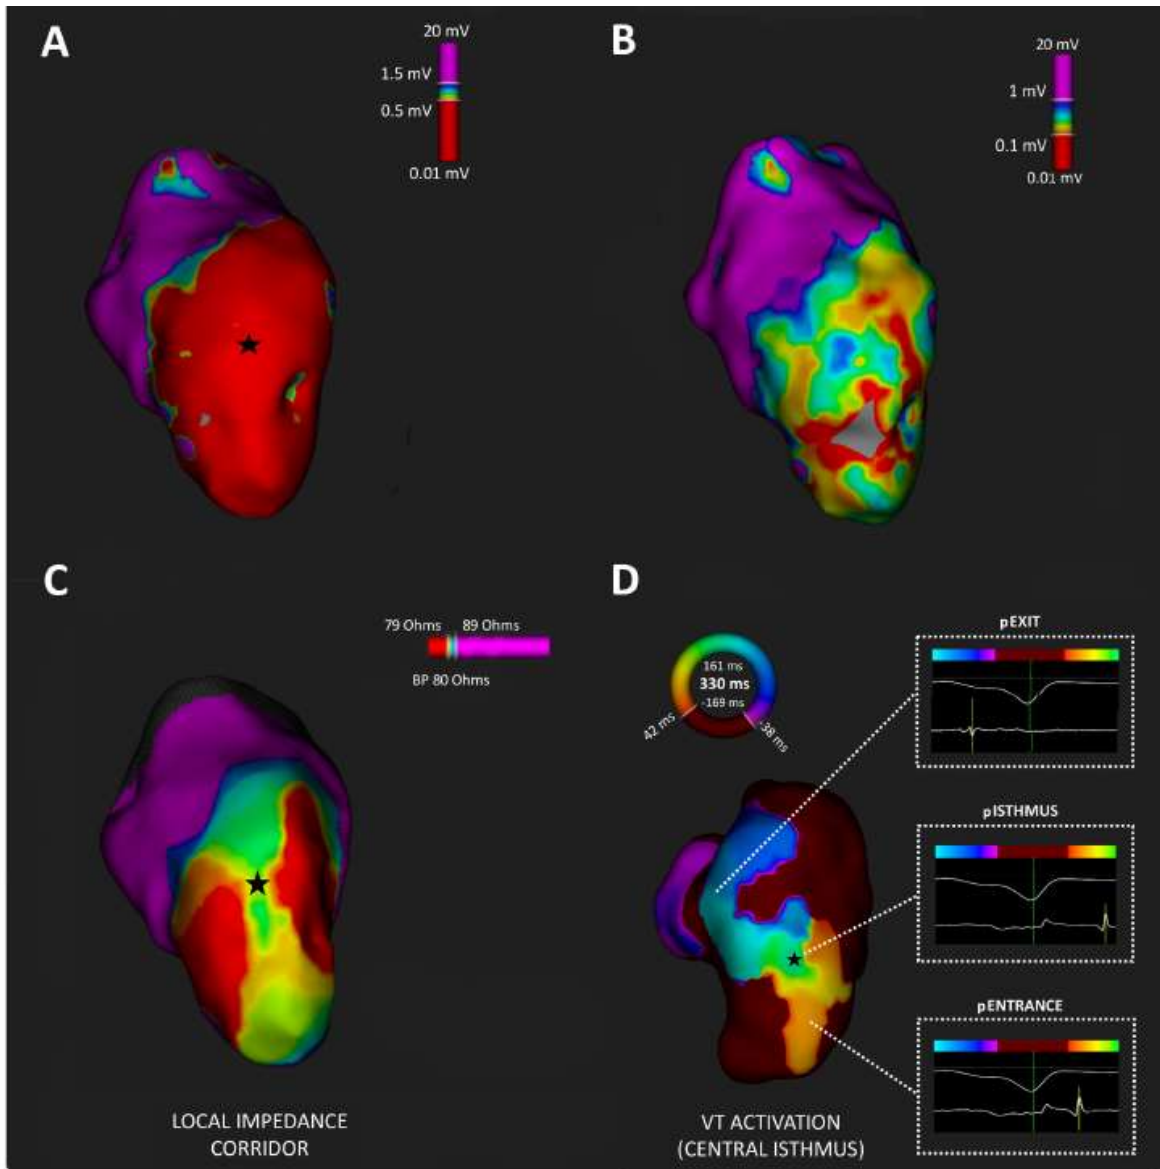 A
20 mV
1.5 mV
0.5 mV
0.01 mV
B
20 mV
1 mV
0.1 mV
0.01 mV
C
79 Ohms 89 Ohms
BP 80 Ohms
LOCAL IMPEDANCE
CORRIDOR
D
161 ms
330 ms
-169 ms
42 ms
-38 ms
pEXIT
pISTHMUS
pENTRANCE
VT ACTIVATION
(CENTRAL ISTHMUS)